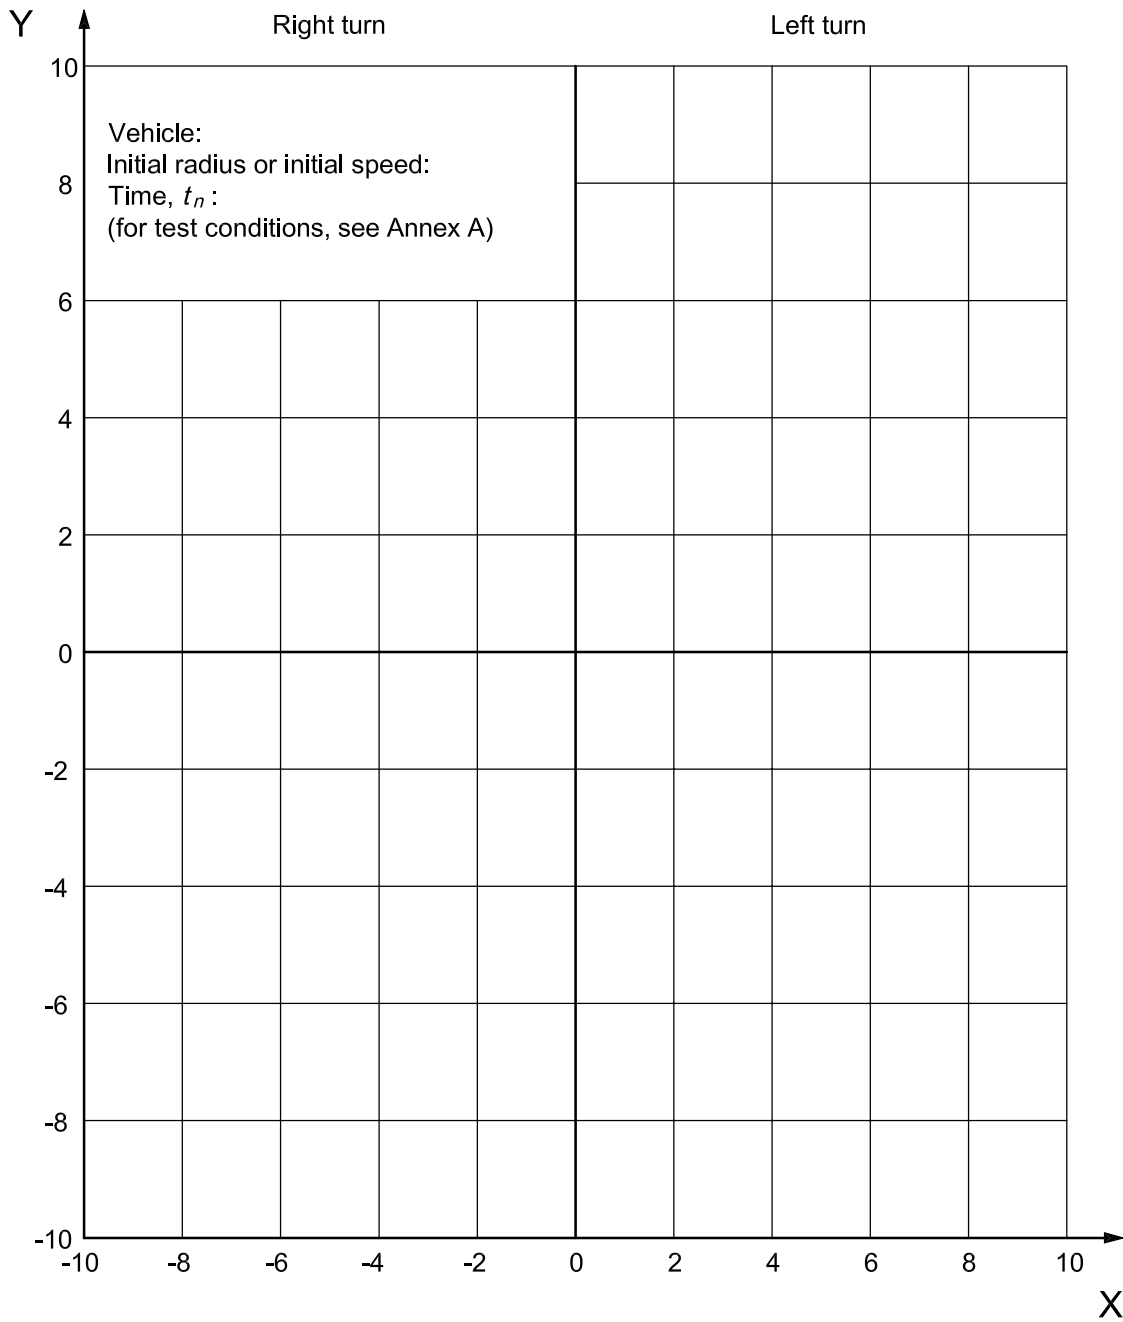 Y
Right turn
Left turn
10
Vehicle:
Initial radius or initial speed:
8
Time, tn :
(for test conditions, see Annex A)
6
4
2
0
-2
-4
-6
-8
-10
-10 -8 -6 -4 -2 0 2 4 6 8 10
X